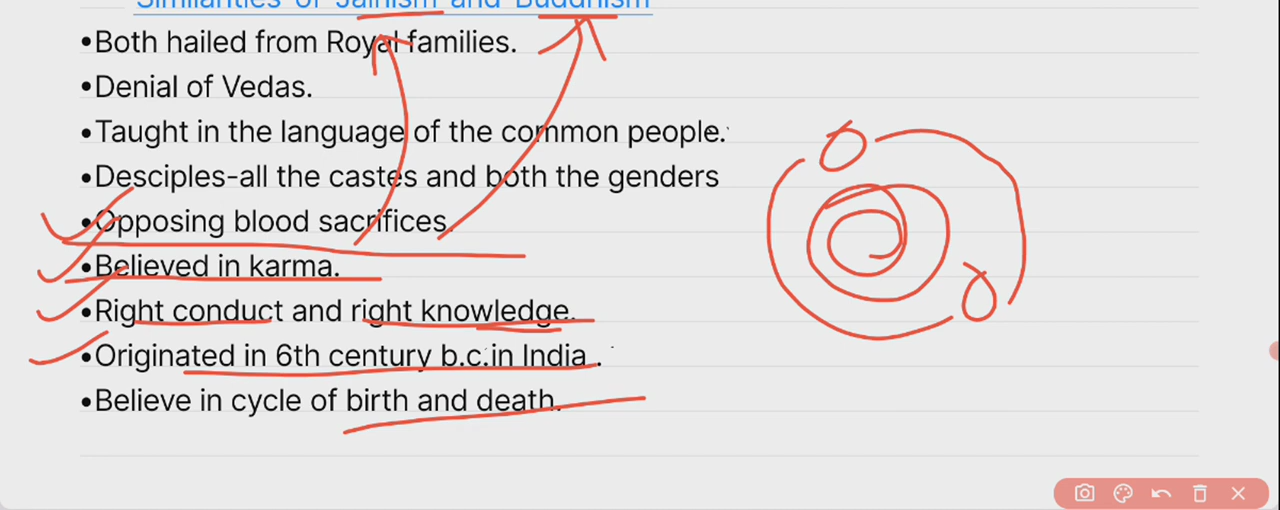 Similarities of Jainism and Buddhism
•Both hailed from Royal families.
•Denial of Vedas.
•Taught in the language of the common people.
•Desciples-all the castes and both the genders
•Opposing blood sacrifices.
•Believed in karma.
•Right conduct and right knowledge.
•Originated in 6th century b.c.in India .
•Believe in cycle of birth and death.